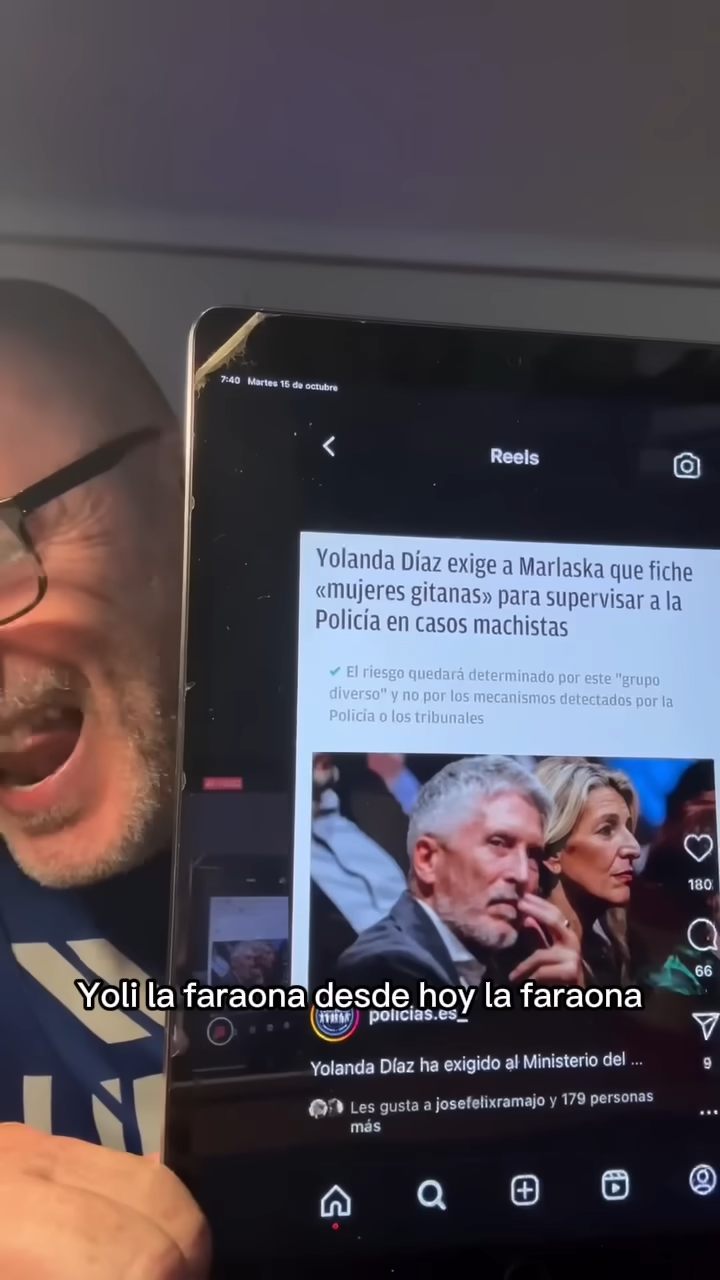 7:40 Martes 15 de octubre
Reels
Yolanda Díaz exige a Marlaska que fiche
«mujeres gitanas» para supervisar a la
Policía en casos machistas
✔ El riesgo quedará determinado por este "grupo
diverso" y no por los mecanismos detectados por la
Policía o los tribunales
180
66
Yoli la faraona desde hoy la faraona
policias.es_
Yolanda Díaz ha exigido al Ministerio del ...
9
Les gusta a josefelixramajo y 179 personas
más